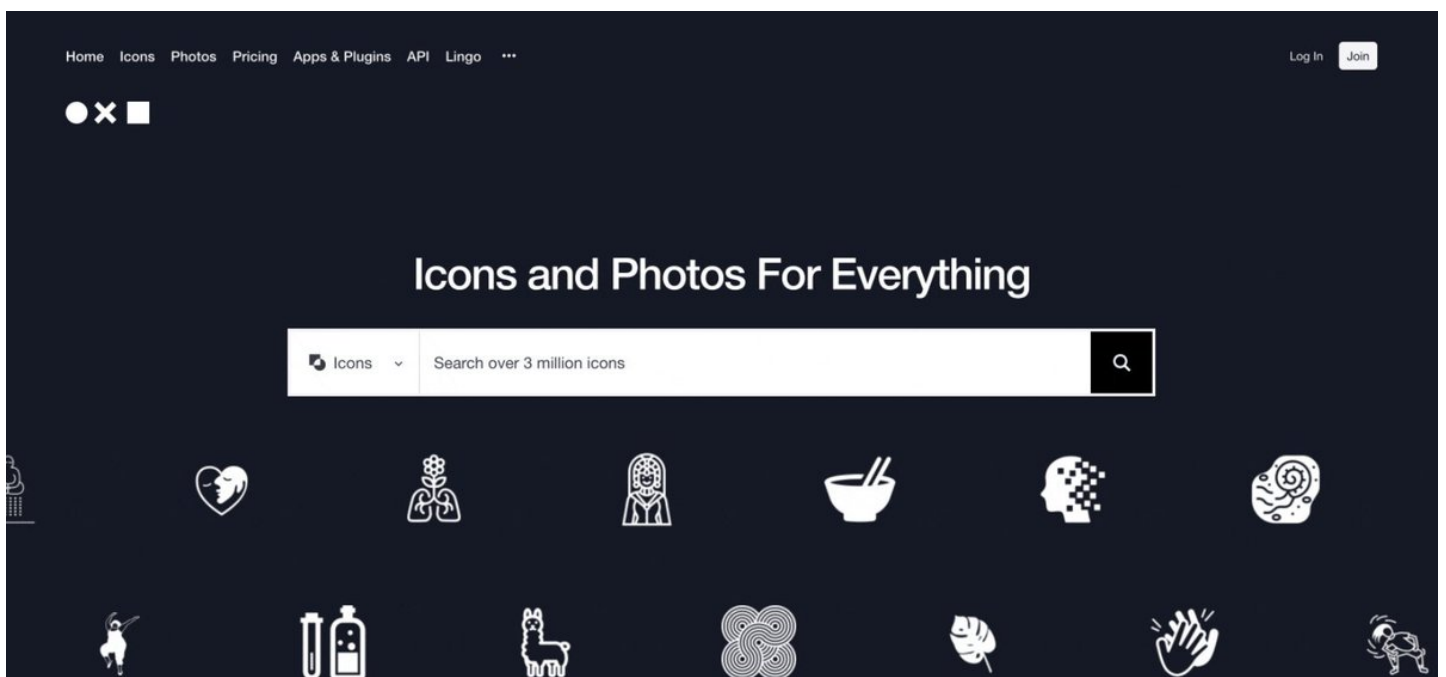 Home Icons Photos Pricing Apps & Plugins API Lingo ••• Log In Join
Icons and Photos For Everything
Icons Search over 3 million icons